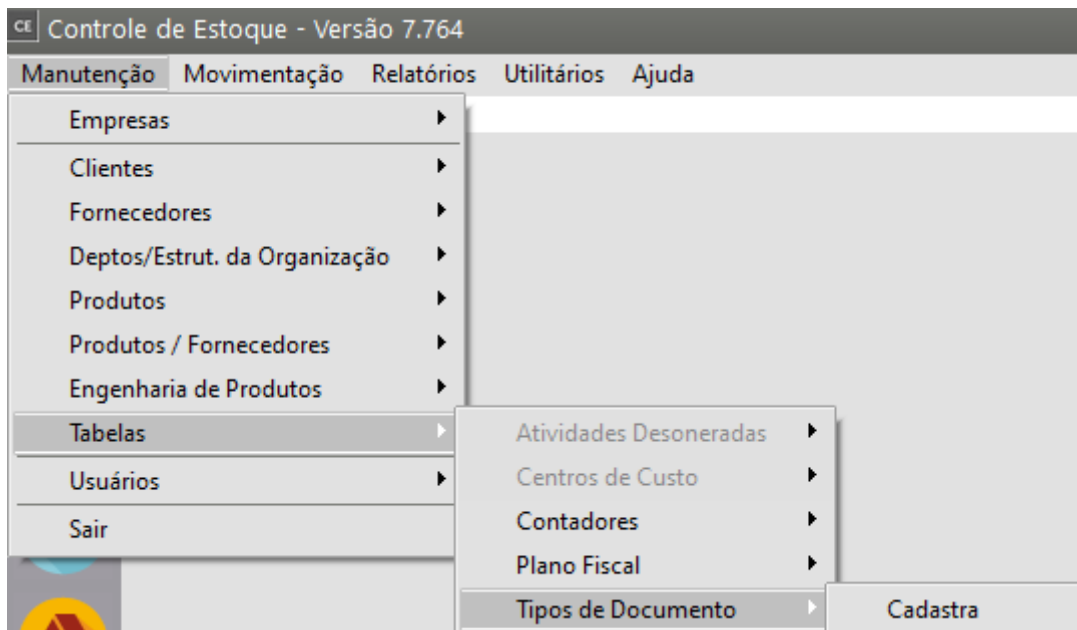 CE Controle de Estoque - Versão 7.764
Manutenção Movimentação Relatórios Utilitários Ajuda
Empresas
Clientes
Fornecedores
Deptos/Estrut. da Organização
Produtos
Produtos / Fornecedores
Engenharia de Produtos
Tabelas
Usuários
Sair
Atividades Desoneradas
Centros de Custo
Contadores
Plano Fiscal
Tipos de Documento
Cadastra